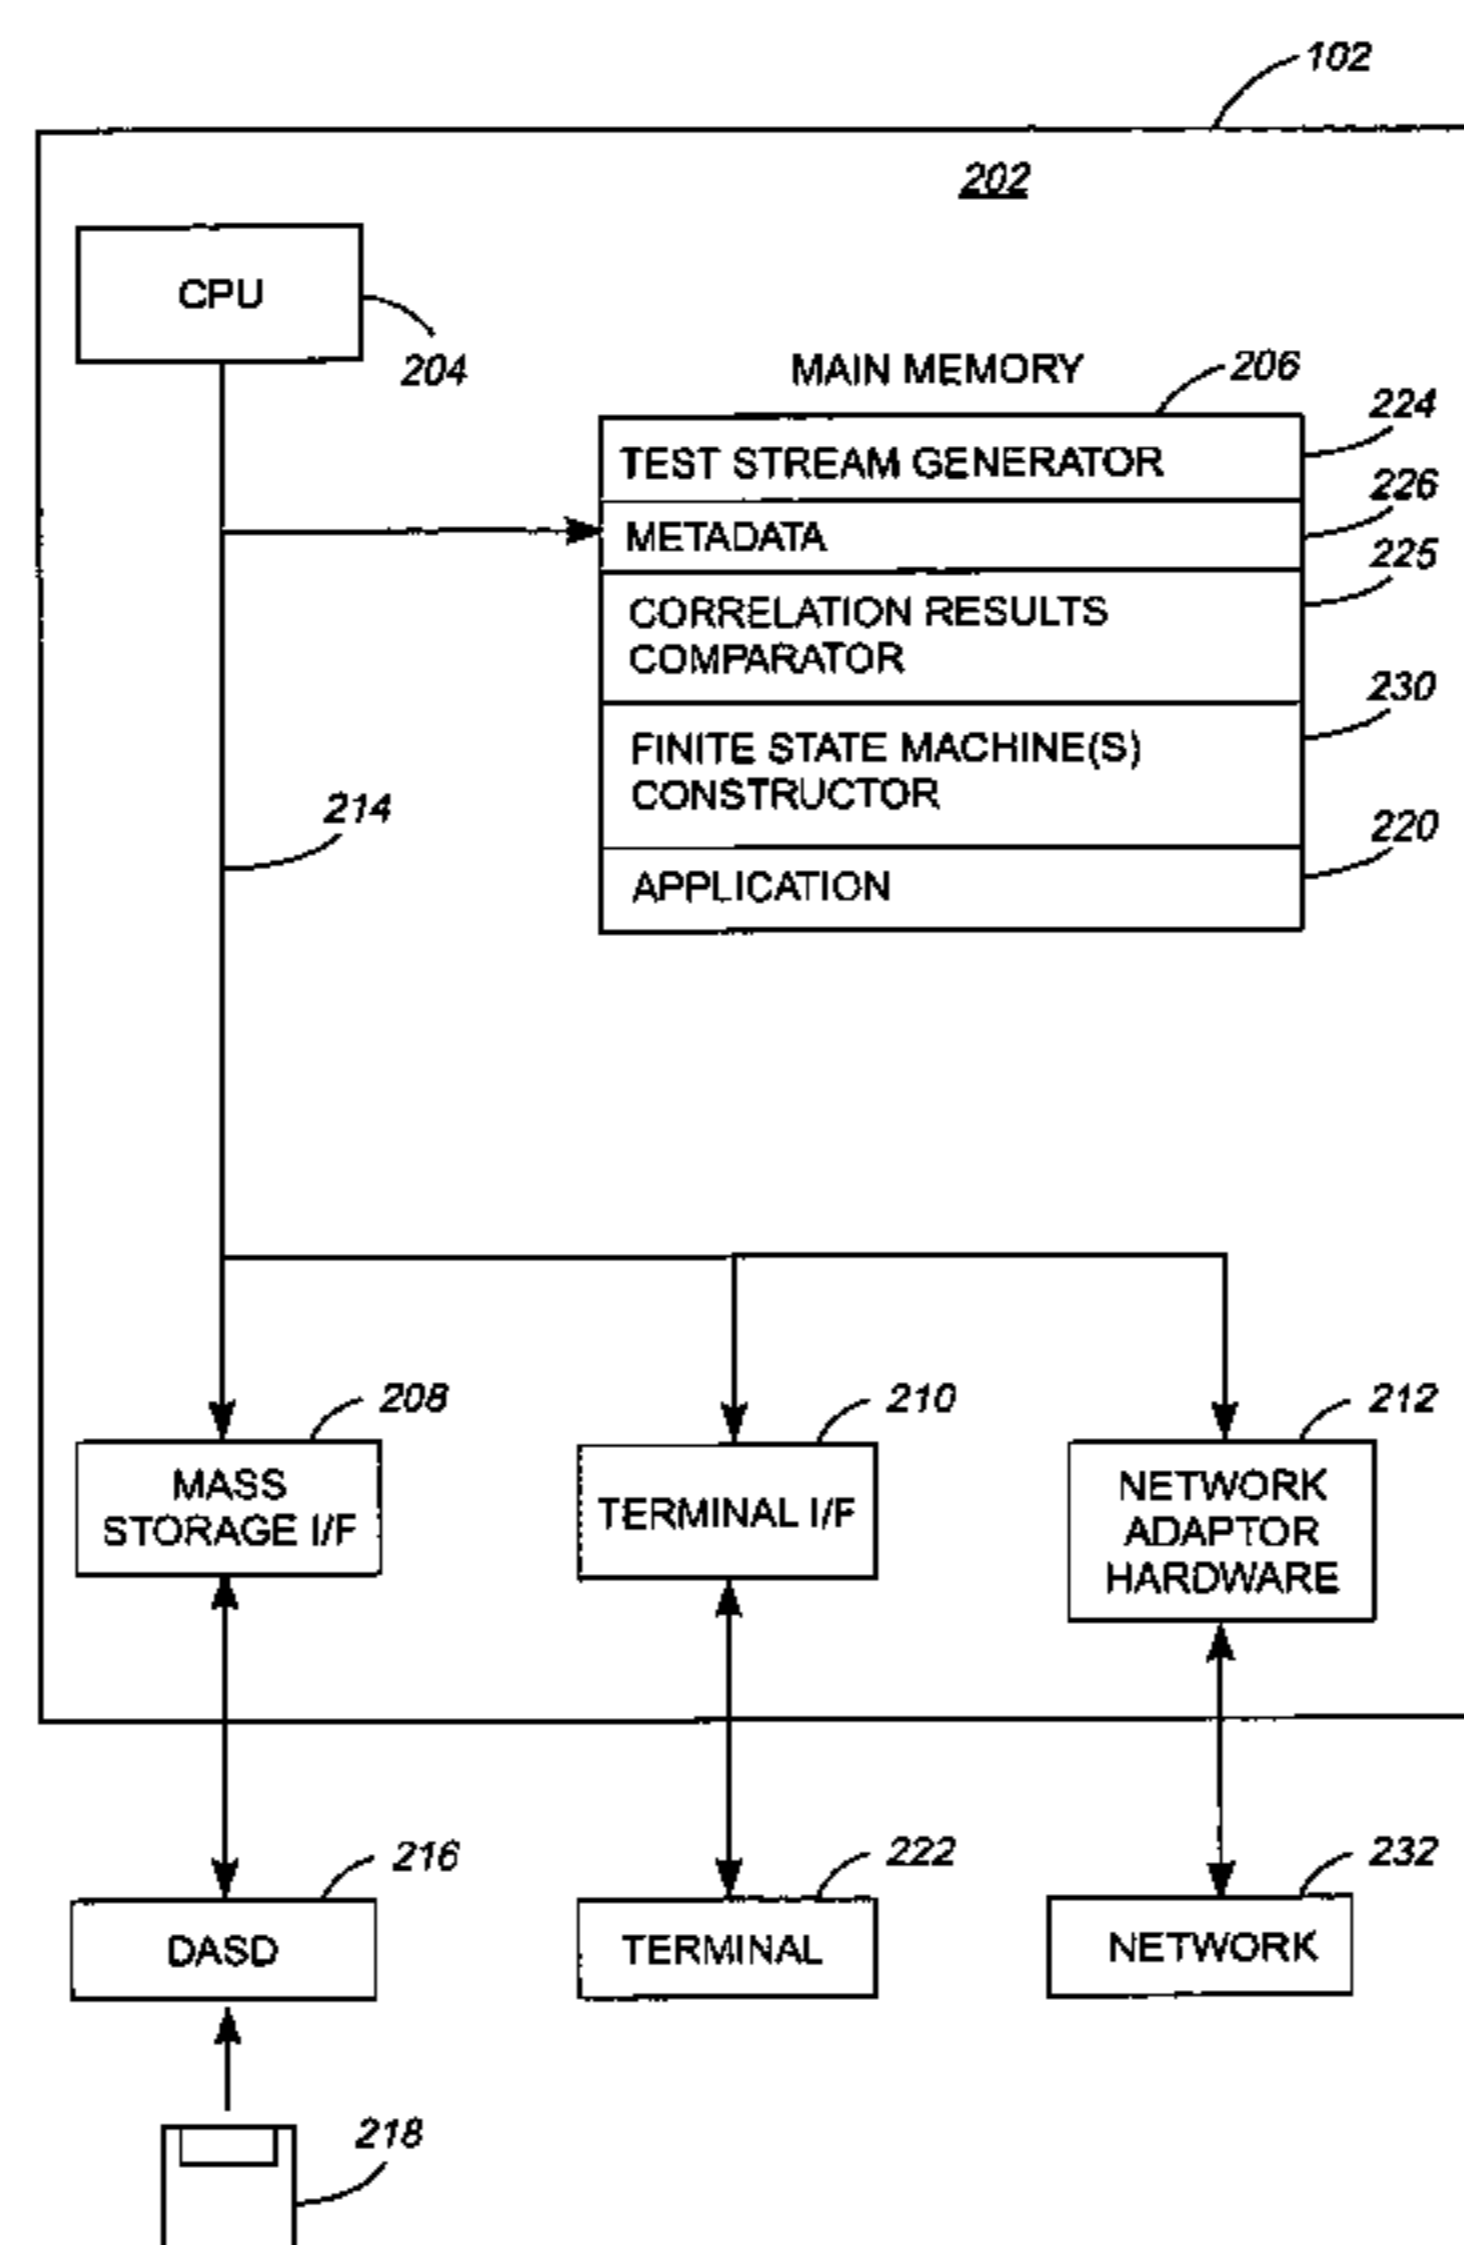 102
202
CPU
204
MAIN MEMORY
206
TEST STREAM GENERATOR
224
METADATA
226
CORRELATION RESULTS
COMPARATOR
225
FINITE STATE MACHINE(S)
CONSTRUCTOR
230
APPLICATION
220
214
208
MASS
STORAGE I/F
210
TERMINAL I/F
212
NETWORK
ADAPTOR
HARDWARE
216
DASD
222
TERMINAL
232
NETWORK
218